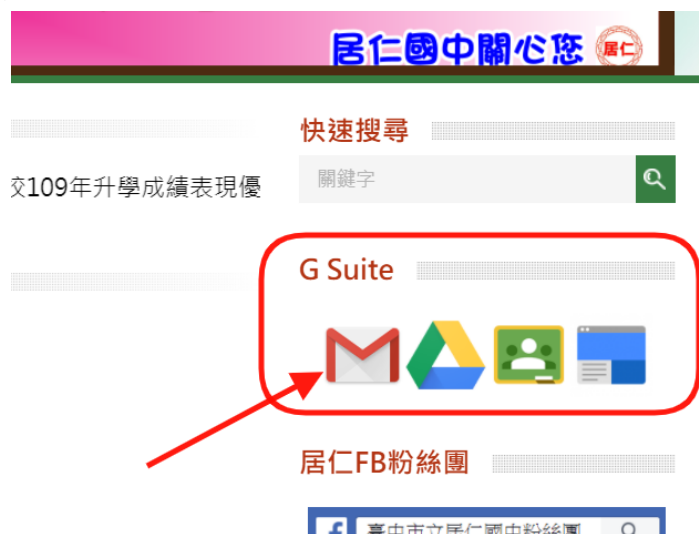 居仁國中關心您 居仁
快速搜尋
關鍵字
109年升學成績表現優
G Suite
居仁FB粉絲團
f 臺中市立居仁國中粉絲團